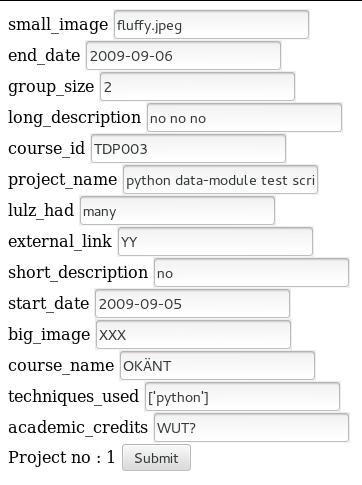 small_image fluffy.jpeg
end_date 2009-09-06
group_size 2
long_description no no no
course_id TDP003
project_name python data-module test scri
lulz_had many
external_link YY
short_description no
start_date 2009-09-05
big_image XXX
course_name OKÄNT
techniques_used ['python']
academic_credits WUT?
Project no : 1 Submit